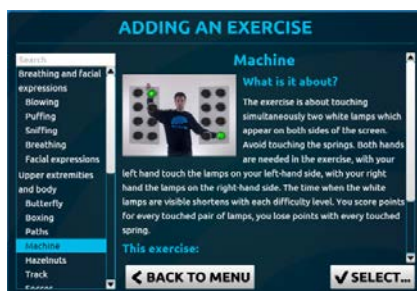 ADDING AN EXERCISE
Search
Breathing and facial
expressions
Blowing
Puffing
Sniffing
Breathing
Facial expressions
Upper extremities
and body
Butterfly
Boxing
Paths
Machine
Hazelnuts
Track
Soccer
Machine
What is it about?
The exercise is about touching
simultaneously two white lamps which
appear on both sides of the screen.
Avoid touching the springs. Both hands
are needed in the exercise, with your
left hand touch the lamps on your left-hand side, with your right
hand the lamps on the right-hand side. The time when the white
lamps are visible shortens with each difficulty level. You score points
for every touched pair of lamps, you lose points with every touched
spring.
This exercise:
BACK TO MENU
SELECT...